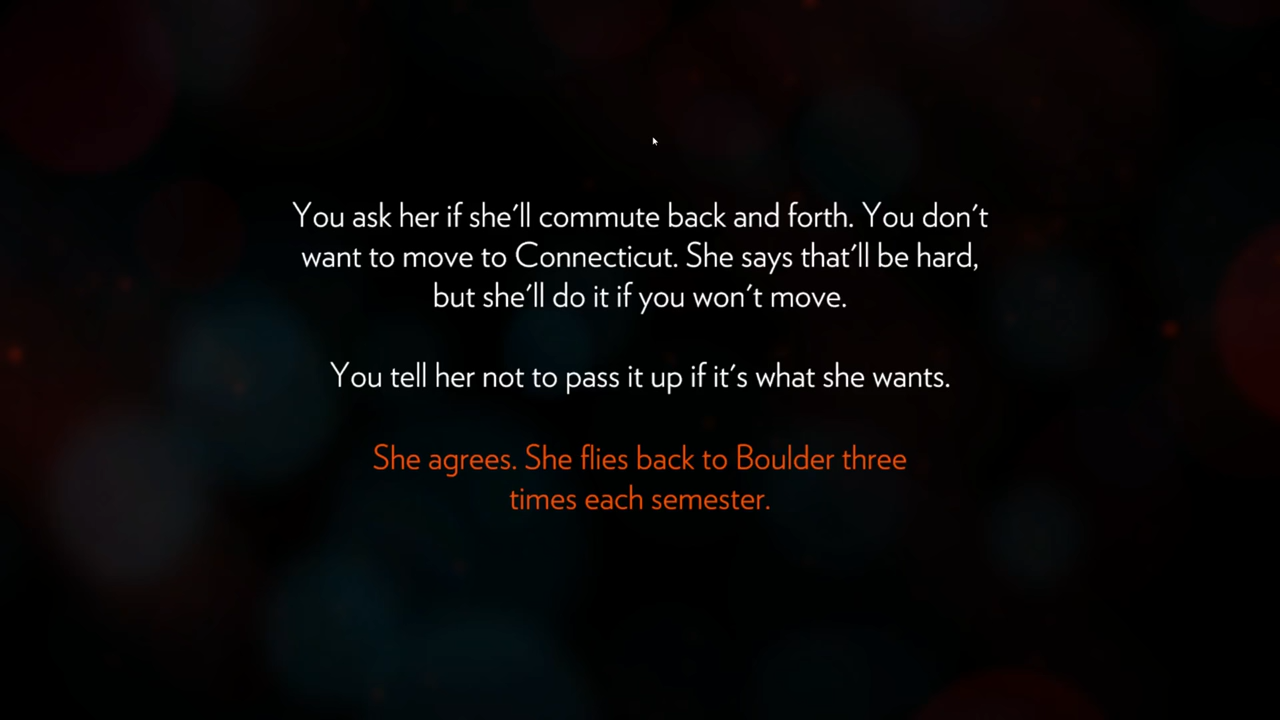 You ask her if she'll commute back and forth. You don't
want to move to Connecticut. She says that'll be hard,
but she'll do it if you won't move.
You tell her not to pass it up if it's what she wants.
She agrees. She flies back to Boulder three
times each semester.